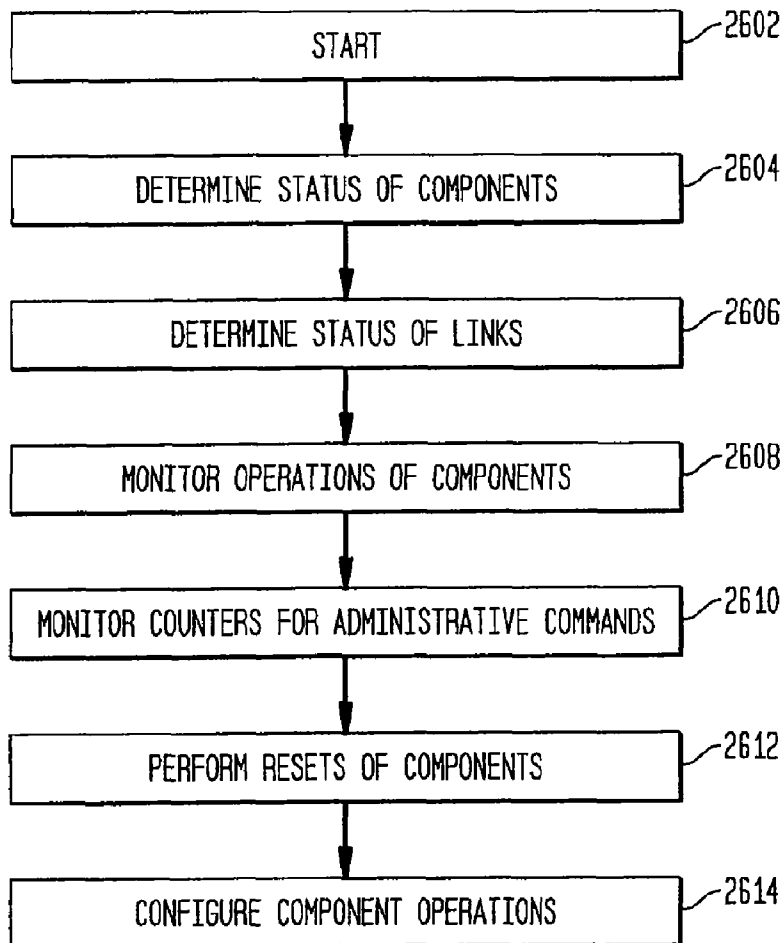 START
2602
DETERMINE STATUS OF COMPONENTS
2604
DETERMINE STATUS OF LINKS
2606
MONITOR OPERATIONS OF COMPONENTS
2608
MONITOR COUNTERS FOR ADMINISTRATIVE COMMANDS
2610
PERFORM RESETS OF COMPONENTS
2612
CONFIGURE COMPONENT OPERATIONS
2614